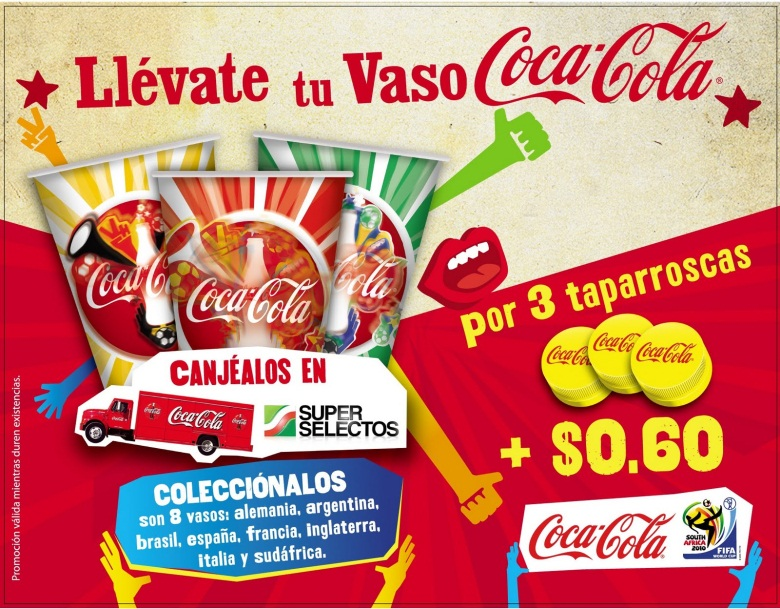 Llévate tu Vaso Coca-Cola
Coca-Cola
Coca-Cola
Cola
por 3 taparroscas
Coca-Cola
Coca-Cola
Coca-Cola
CANJÉALOS EN
Coca-Cola
SUPER
SELECTOS
+ $0.60
COLECCIÓNALOS
son 8 vasos: alemania, argentina,
brasil, españa, francia, inglaterra,
italia y sudáfrica.
Coca-Cola
SOUTH AFRICA
2010
FIFA
WORLD CUP
Promoción válida mientras duren existencias.